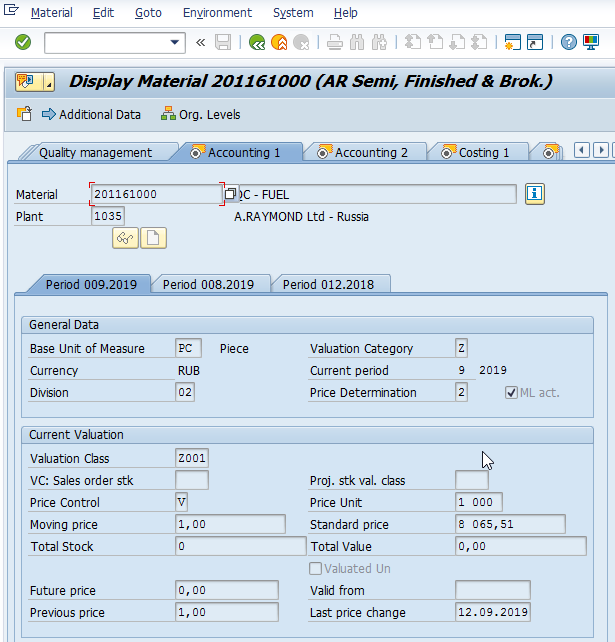 Material Edit Goto Environment System Help
Display Material 201161000 (AR Semi, Finished & Brok.)
Additional Data Org. Levels
Quality management Accounting 1 Accounting 2 Costing 1
Material 201161000 QC - FUEL
Plant 1035 A.RAYMOND Ltd - Russia
Period 009.2019 Period 008.2019 Period 012.2018
General Data
Base Unit of Measure PC Piece Valuation Category Z
Currency RUB Current period 9 2019
Division 02 Price Determination 2 ML act.
Current Valuation
Valuation Class Z001
VC: Sales order stk Proj. stk val. class
Price Control V Price Unit 1 000
Moving price 1,00 Standard price 8 065,51
Total Stock 0 Total Value 0,00
Valuated Un
Future price 0,00 Valid from
Previous price 1,00 Last price change 12.09.2019